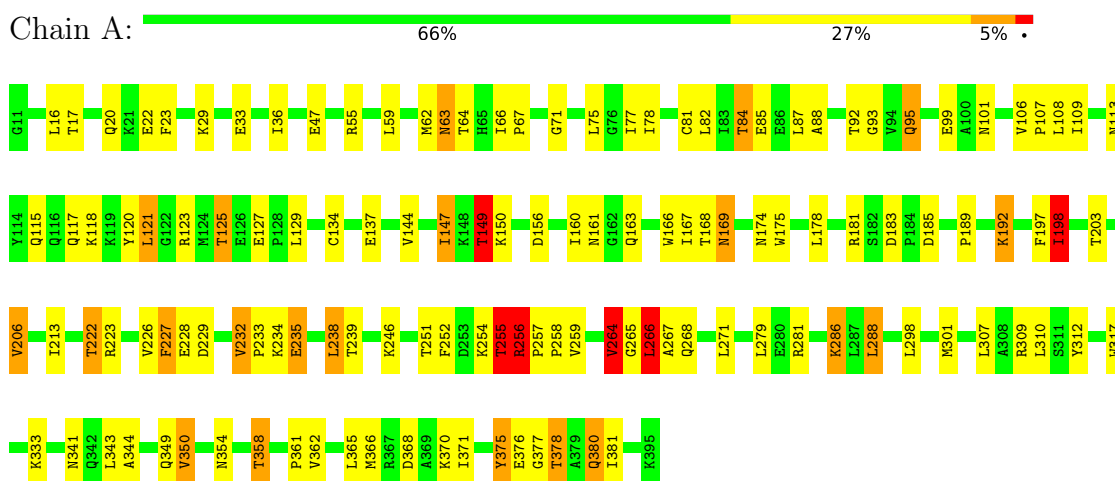 Chain A:
66% 27% 5% •
G11 L16 T17 Q20 K21 E22 F23 K29 E33 I36 E47 R55 L59 M62 N63 T64 H65 I66 P67 G71 L75 G76 I77 I78 C81 L82 I83 T84 E85 E86 L87 A88 T92 G93 V94 Q95 E99 A100 N101 V106 P107 L108 I109 N113
Y114 Q115 Q116 Q117 K118 K119 Y120 L121 G122 R123 M124 T125 E126 E127 P128 L129 C134 E137 V144 I147 K148 T149 K150 D156 I160 N161 G162 Q163 W166 I167 T168 N169 N174 W175 L178 R181 S182 D183 P184 D185 P189 K192 F197 I198 T203
V206 I213 T222 R223 V226 F227 E228 D229 V232 P233 K234 E235 L238 T239 K246 T251 F252 D253 K254 T255 R256 P257 P258 V259 V264 G265 L266 A267 Q268 L271 L279 E280 R281 K286 L287 L288 L298 M301 L307 A308 R309 L310 S311 Y312 W317
K333 N341 Q342 L343 A344 Q349 V350 N354 T358 P361 V362 L365 M366 R367 D368 A369 K370 I371 Y375 E376 G377 T378 A379 Q380 I381 K395